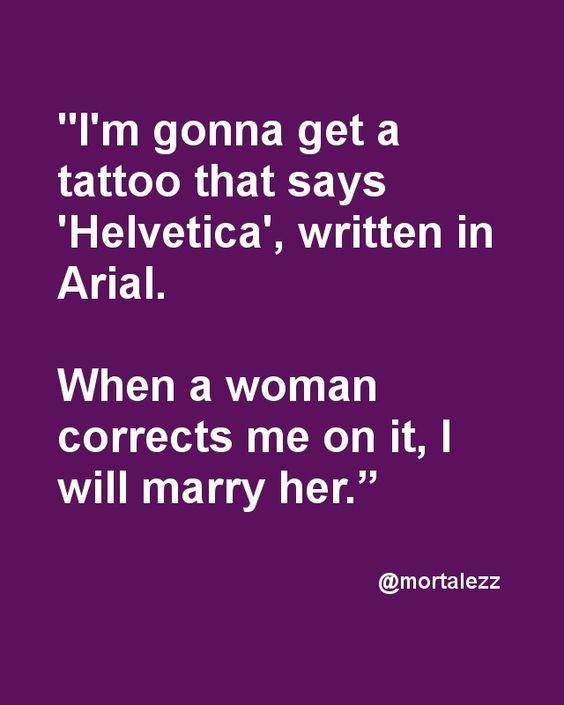 "I'm gonna get a
tattoo that says
'Helvetica', written in
Arial.
When a woman
corrects me on it, I
will marry her.”
@mortalezz